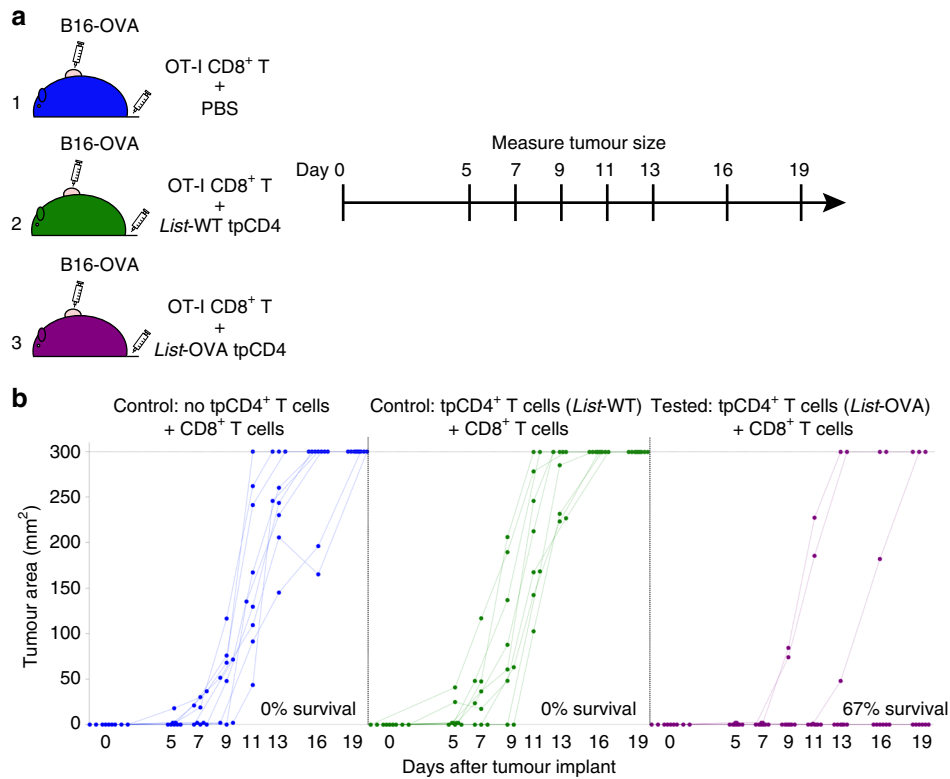 a
B16-OVA
1
OT-I CD8⁺ T
+
PBS
B16-OVA
2
OT-I CD8⁺ T
+
List-WT tpCD4
B16-OVA
3
OT-I CD8⁺ T
+
List-OVA tpCD4
Measure tumour size
Day 0 5 7 9 11 13 16 19
b
Control: no tpCD4⁺ T cells
+ CD8⁺ T cells
Control: tpCD4⁺ T cells (List-WT)
+ CD8⁺ T cells
Tested: tpCD4⁺ T cells (List-OVA)
+ CD8⁺ T cells
Tumour area (mm²)
300
250
200
150
100
50
0
0% survival
0% survival
67% survival
0 5 7 9 11 16 19
0 5 7 9 11 13 16 19
0 5 7 9 11 13 16 19
Days after tumour implant